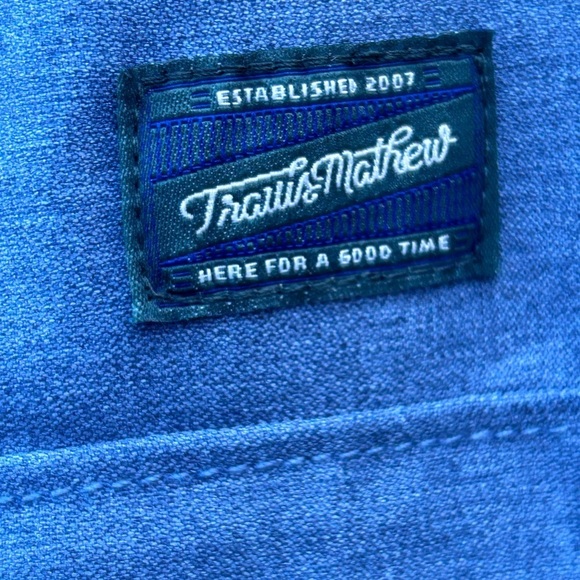 ESTABLISHED 2007
TravisMathew
HERE FOR A GOOD TIME